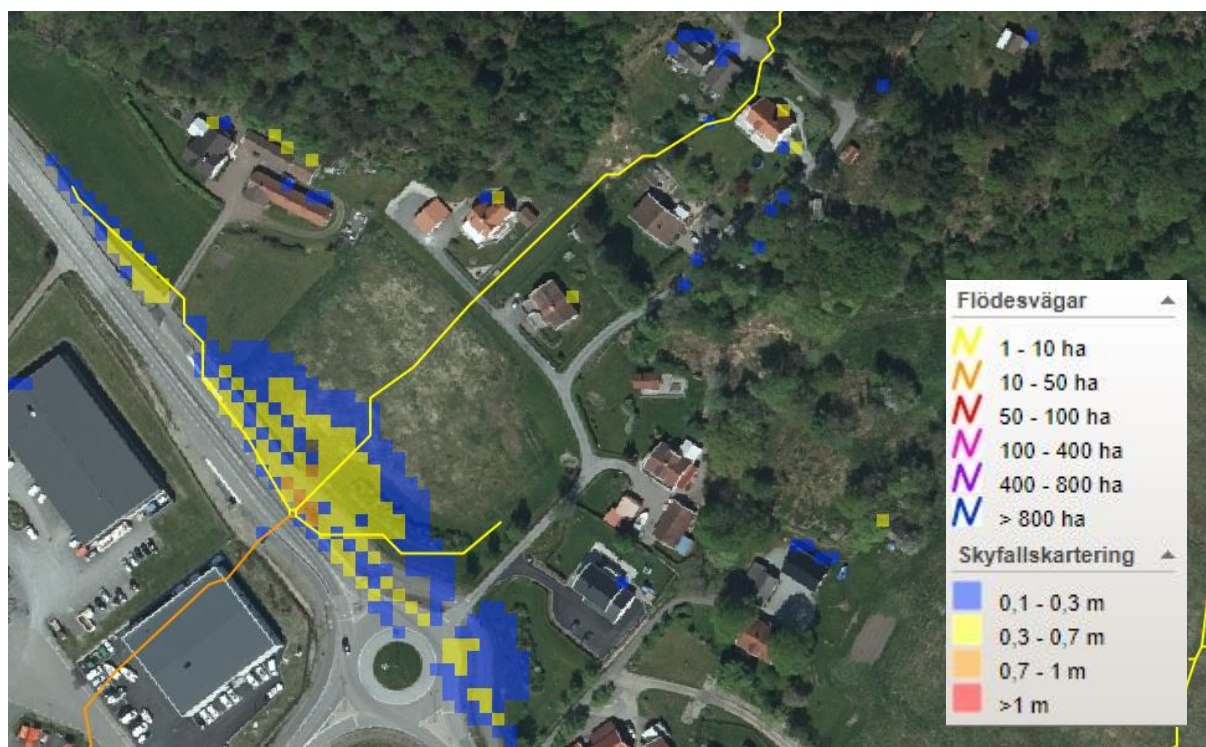 Flödesvägar
1 - 10 ha
10 - 50 ha
50 - 100 ha
100 - 400 ha
400 - 800 ha
> 800 ha
Skyfallskartering
0,1 - 0,3 m
0,3 - 0,7 m
0,7 - 1 m
>1 m